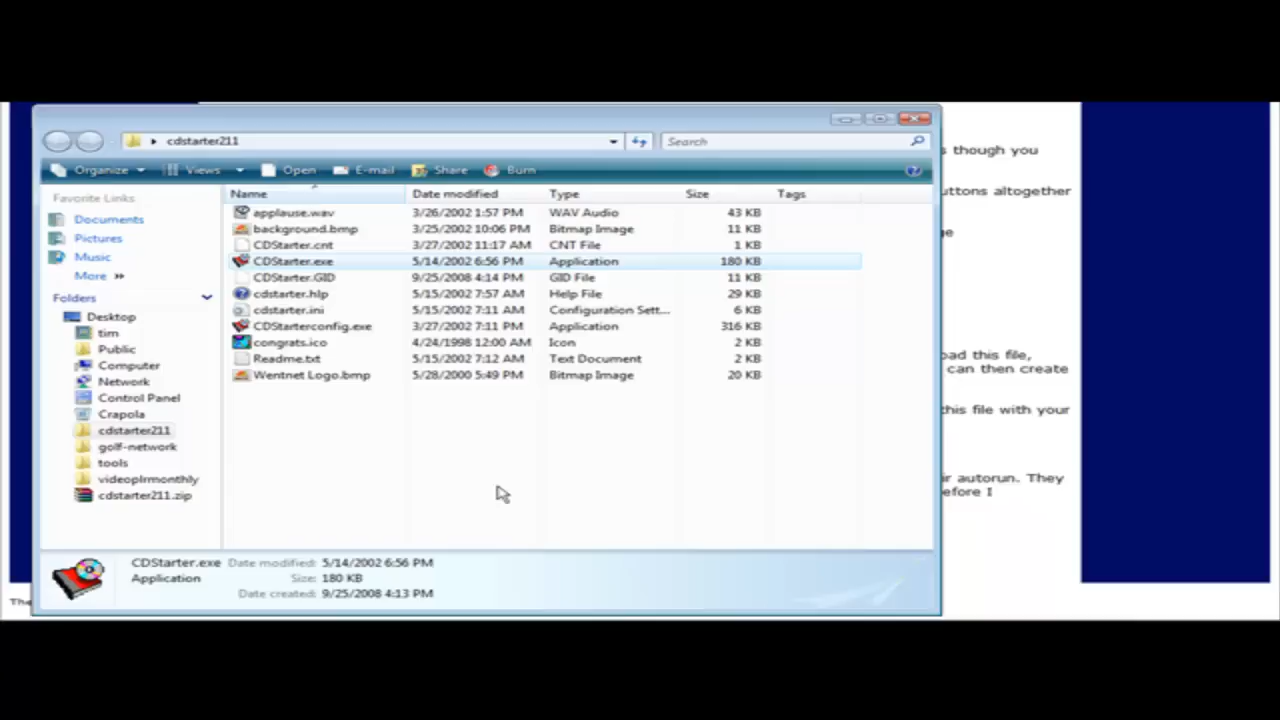 cdstarter211
Search
Organize Views Open E-mail Share Burn
Favorite Links
Documents
Pictures
Music
More »
Folders
Desktop
tim
Public
Computer
Network
Control Panel
Crapola
cdstarter211
golf-network
tools
videoplrmonthly
cdstarter211.zip
Name Date modified Type Size Tags
applause.wav 3/26/2002 1:57 PM WAV Audio 43 KB
background.bmp 3/25/2002 10:06 PM Bitmap Image 11 KB
CDStarter.cnt 3/27/2002 11:17 AM CNT File 1 KB
CDStarter.exe 5/14/2002 6:56 PM Application 180 KB
CDStarter.GID 9/25/2008 4:14 PM GID File 11 KB
cdstarter.hlp 5/15/2002 7:57 AM Help File 29 KB
cdstarter.ini 5/15/2002 7:11 AM Configuration Sett... 6 KB
CDStarterconfig.exe 3/27/2002 7:11 PM Application 316 KB
congrats.ico 4/24/1998 12:00 AM Icon 2 KB
Readme.txt 5/15/2002 7:12 AM Text Document 2 KB
Wentnet Logo.bmp 5/28/2000 5:49 PM Bitmap Image 20 KB
CDStarter.exe Date modified: 5/14/2002 6:56 PM
Application Size: 180 KB
Date created: 9/25/2008 4:13 PM
s though you
uttons altogether
oad this file,
can then create
this file with your
ir autorun. They
efore I
The